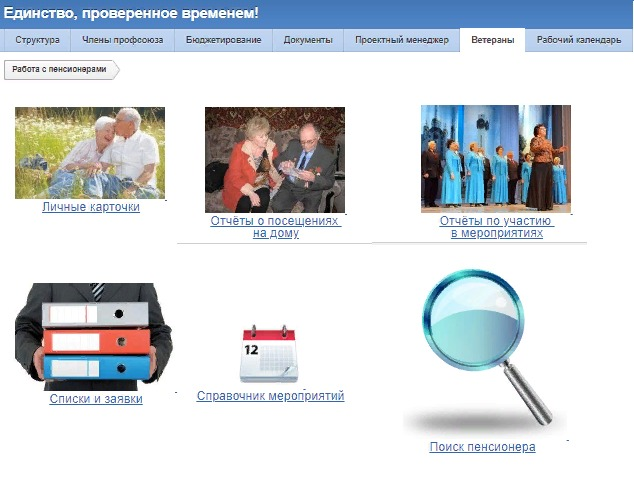 Единство, проверенное временем!
Структура Члены профсоюза Бюджетирование Документы Проектный менеджер Ветераны Рабочий календарь
Работа с пенсионерами
Личные карточки
Отчёты о посещениях
на дому
Отчёты по участию
в мероприятиях
12
Списки и заявки
Справочник мероприятий
Поиск пенсионера